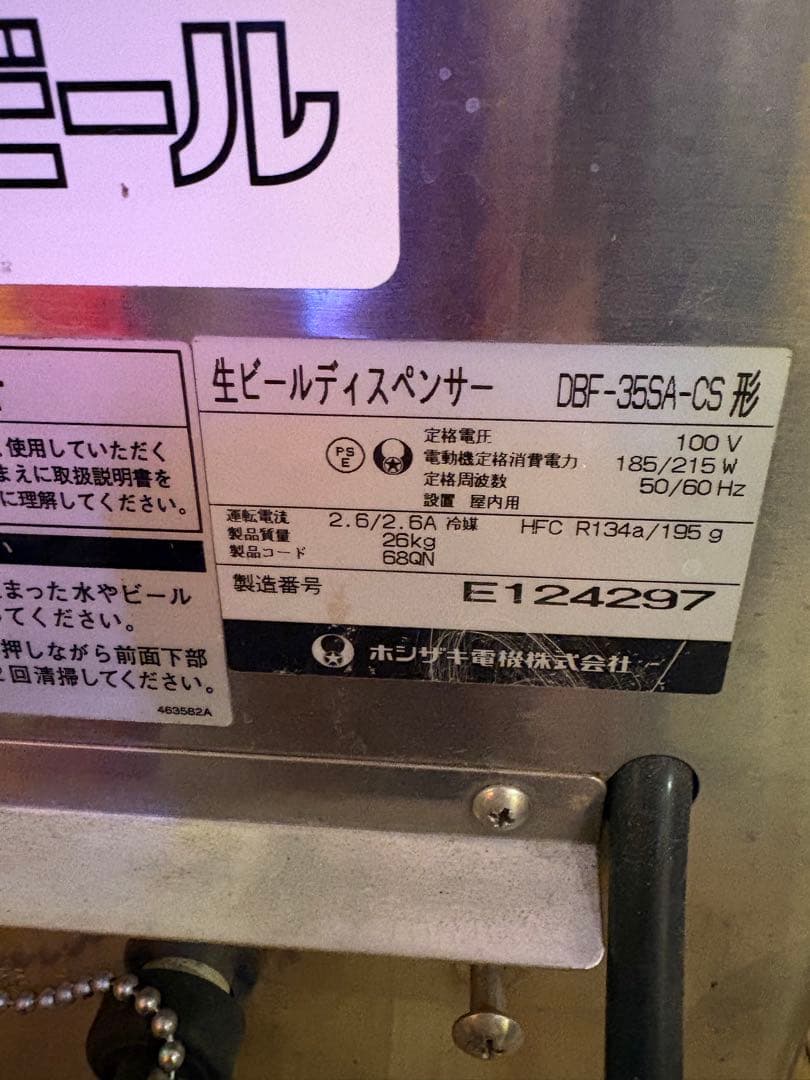 ビール
使用していただく
まえに取扱説明書を
に理解してください。
まった水やビール
てください。
押しながら前面下部
2回清掃してください。
463582A
生ビールディスペンサー DBF-35SA-CS形
PS
E
定格電圧 100 V
電動機定格消費電力 185/215 W
定格周波数 50/60 Hz
設置 屋内用
運転電流 2.6/2.6A 冷媒 HFC R134a/195 g
製品質量 26kg
製品コード 68QN
製造番号 E124297
ホシザキ電機株式会社